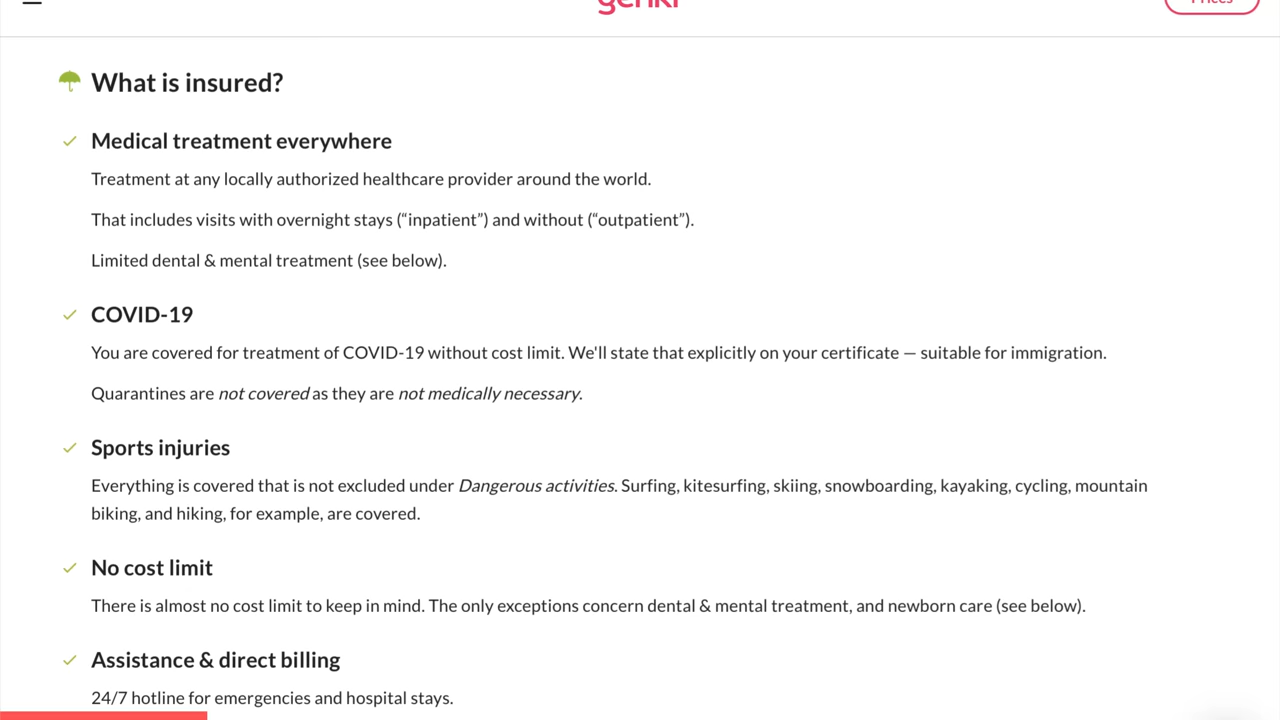 genki
Prices
What is insured?
Medical treatment everywhere
Treatment at any locally authorized healthcare provider around the world.
That includes visits with overnight stays (“inpatient”) and without (“outpatient”).
Limited dental & mental treatment (see below).
COVID-19
You are covered for treatment of COVID-19 without cost limit. We'll state that explicitly on your certificate — suitable for immigration.
Quarantines are not covered as they are not medically necessary.
Sports injuries
Everything is covered that is not excluded under Dangerous activities. Surfing, kitesurfing, skiing, snowboarding, kayaking, cycling, mountain
biking, and hiking, for example, are covered.
No cost limit
There is almost no cost limit to keep in mind. The only exceptions concern dental & mental treatment, and newborn care (see below).
Assistance & direct billing
24/7 hotline for emergencies and hospital stays.